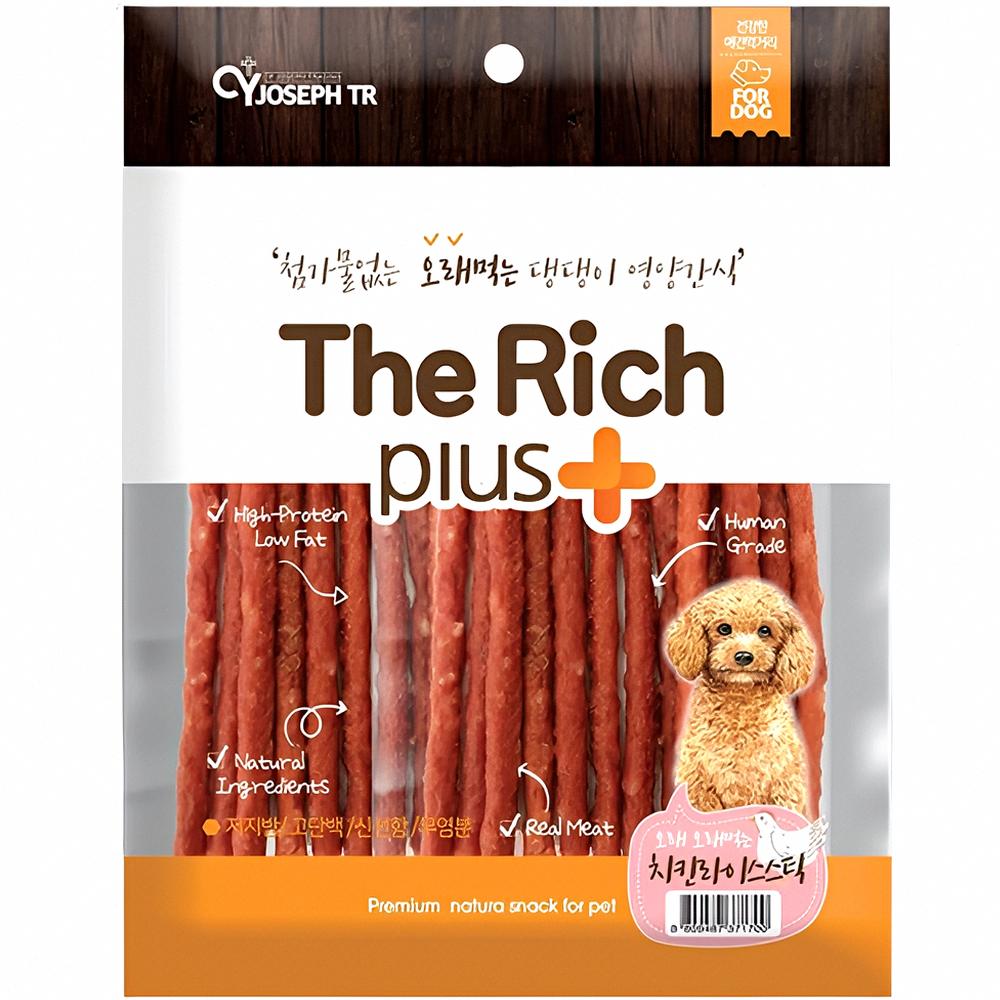 JOSEPH TR
FOR
DOG
'첨가물없는 오래먹는 댕댕이 영양간식'
The Rich
plus+
High-Protein
Low Fat
Human
Grade
Natural
Ingredients
저지방/고단백/신선함/무염분
Real Meat
오래 오래먹는
치킨라이스스틱
Premium natura snack for pet